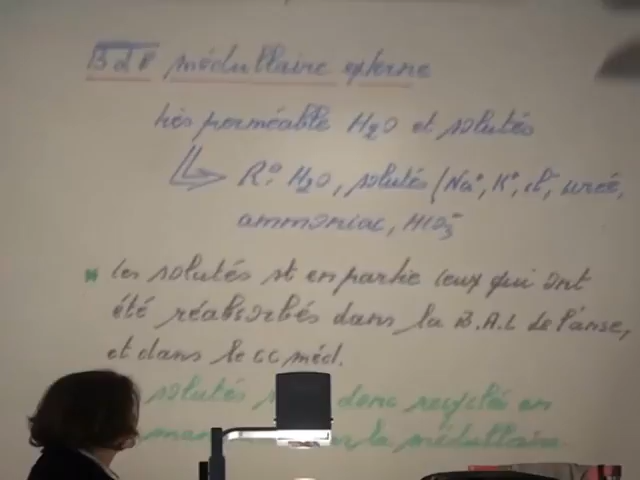 BdH médullaire externe
très perméable H₂O et solutés
R° : H₂O, solutés (Na⁺, K⁺, Cl⁻, urée,
ammoniac, HCO₃⁻
* les solutés st en partie ceux qui ont
été réabsorbés dans la B.A.L de l'anse,
et dans le CC méd.
solutés donc recyclés en
la médullaire